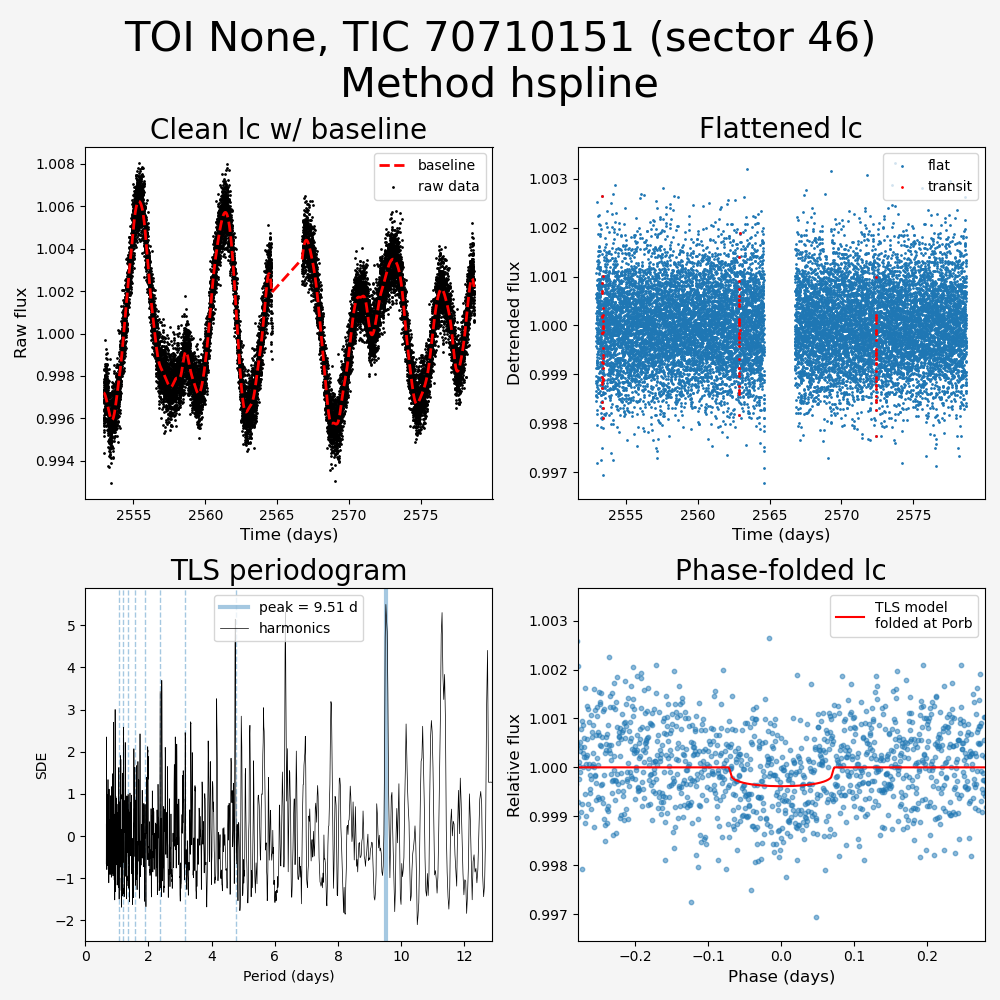 TOI None, TIC 70710151 (sector 46)
Method hspline
Clean lc w/ baseline
Flattened lc
1.008
1.006
1.004
1.002
1.000
0.998
0.996
0.994
Raw flux
baseline
raw data
2555
2560
2565
2570
2575
Time (days)
1.003
1.002
1.001
1.000
0.999
0.998
0.997
Detrended flux
flat
transit
2555
2560
2565
2570
2575
Time (days)
TLS periodogram
Phase-folded lc
5
4
3
2
1
0
−1
−2
SDE
peak = 9.51 d
harmonics
0
2
4
6
8
10
12
Period (days)
1.003
1.002
1.001
1.000
0.999
0.998
0.997
Relative flux
TLS model
folded at Porb
−0.2
−0.1
0.0
0.1
0.2
Phase (days)